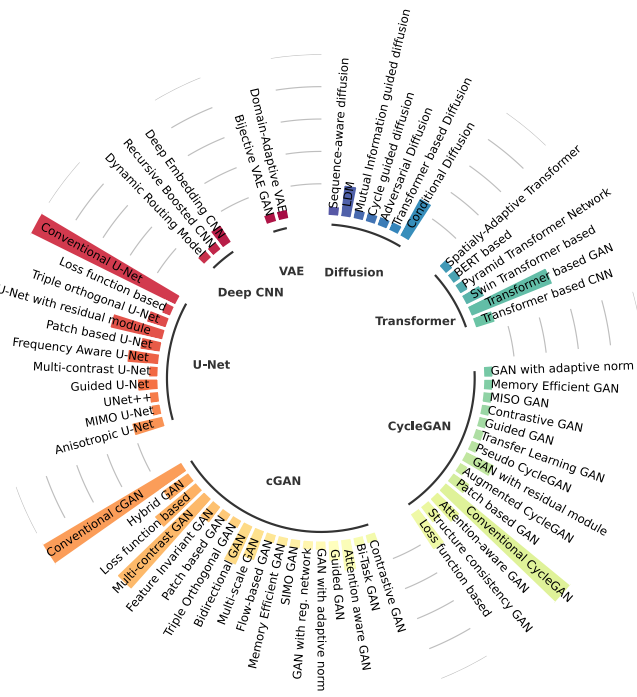 Sequence-aware diffusion
LDM
Mutual Information guided diffusion
Cycle guided diffusion
Adversarial Diffusion
Transformer based Diffusion
Conditional Diffusion
Diffusion
Spatialy-Adaptive Transformer
BERT based
Pyramid Transformer Network
Swin Transformer based
Transformer based GAN
Transformer based CNN
Transformer
GAN with adaptive norm
Memory Efficient GAN
MISO GAN
Contrastive GAN
Guided GAN
Transfer Learning GAN
Pseudo CycleGAN
GAN with residual module
Augmented CycleGAN
Patch based GAN
Conventional CycleGAN
Attention-aware GAN
Structure consistency GAN
Loss function based
CycleGAN
Contrastive GAN
Bi-Task GAN
Attention aware GAN
Guided GAN
GAN with adaptive norm
GAN with reg. network
SIMO GAN
Memory Efficient GAN
Flow-based GAN
Multi-scale GAN
Bidirectional GAN
Triple Orthogonal GAN
Patch based GAN
Feature Invariant GAN
Multi-contrast GAN
Loss function based
Hybrid GAN
Conventional cGAN
cGAN
Anisotropic U-Net
MIMO U-Net
UNet++
Guided U-Net
Multi-contrast U-Net
Frequency Aware U-Net
Patch based U-Net
U-Net with residual module
Triple orthogonal U-Net
Loss function based
Conventional U-Net
U-Net
Dynamic Routing Model
Recursive Boosted CNN
Deep Embedding CNN
Deep CNN
Bijective VAE GAN
Domain-Adaptive VAE
VAE